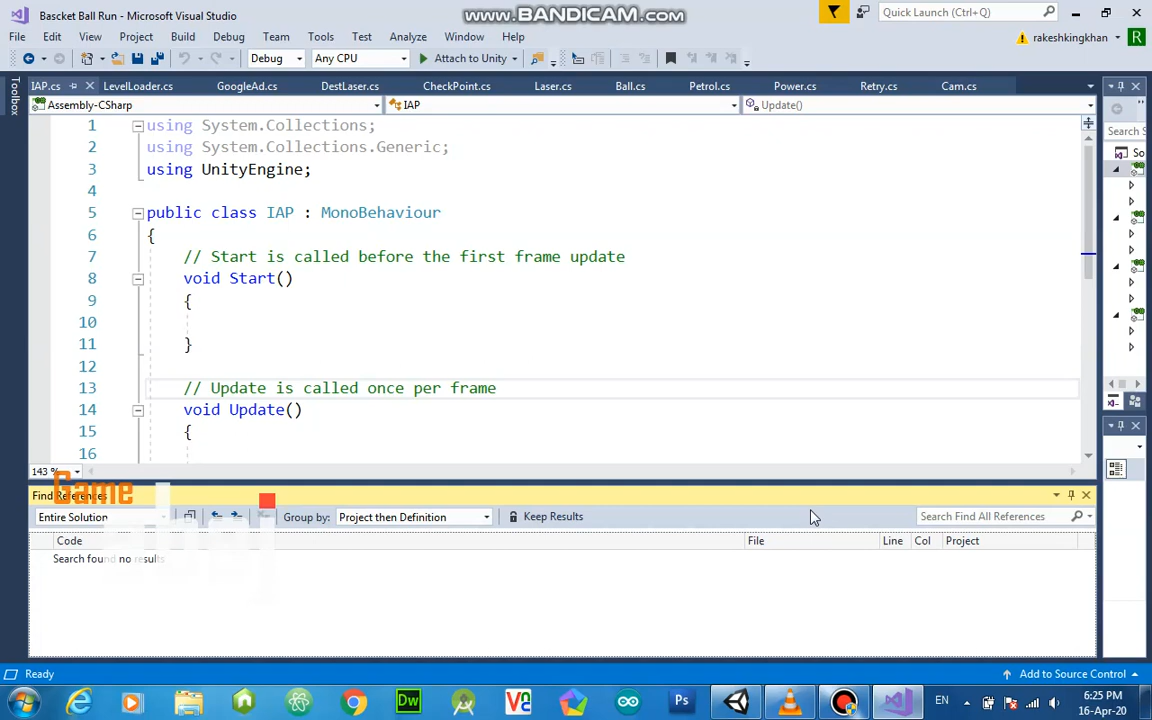 Bascket Ball Run - Microsoft Visual Studio
www.BANDICAM.com
Quick Launch (Ctrl+Q)
File Edit View Project Build Debug Team Tools Test Analyze Window Help
rakeshkingkhan R
Debug Any CPU Attach to Unity
Toolbox
IAP.cs LevelLoader.cs GoogleAd.cs DestLaser.cs CheckPoint.cs Laser.cs Ball.cs Petrol.cs Power.cs Retry.cs Cam.cs
Assembly-CSharp IAP Update()
Search S
So
1 using System.Collections;
2 using System.Collections.Generic;
3 using UnityEngine;
4
5 public class IAP : MonoBehaviour
6 {
7 // Start is called before the first frame update
8 void Start()
9 {
10
11 }
12
13 // Update is called once per frame
14 void Update()
15 {
16
143 %
Game
Find References
Entire Solution Group by: Project then Definition Keep Results Search Find All References
Code File Line Col Project
Search found no results
Ready Add to Source Control
Dw Ps EN 6:25 PM
16-Apr-20